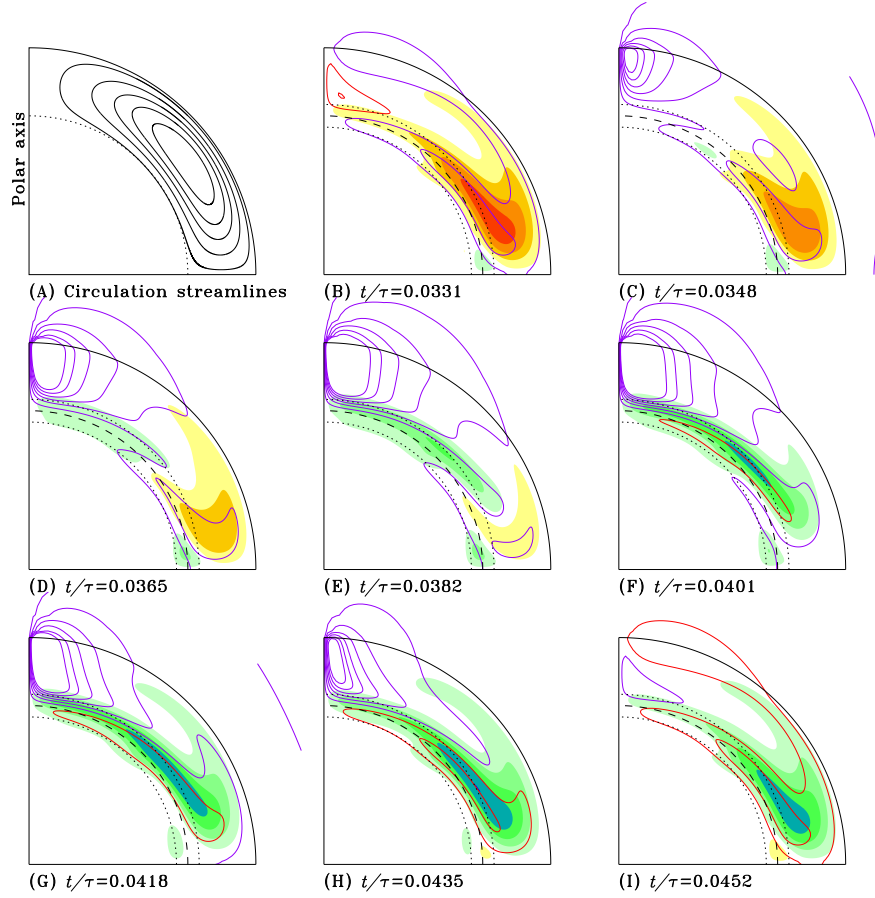 Polar axis
(A) Circulation streamlines
(B) t/τ=0.0331
(C) t/τ=0.0348
(D) t/τ=0.0365
(E) t/τ=0.0382
(F) t/τ=0.0401
(G) t/τ=0.0418
(H) t/τ=0.0435
(I) t/τ=0.0452